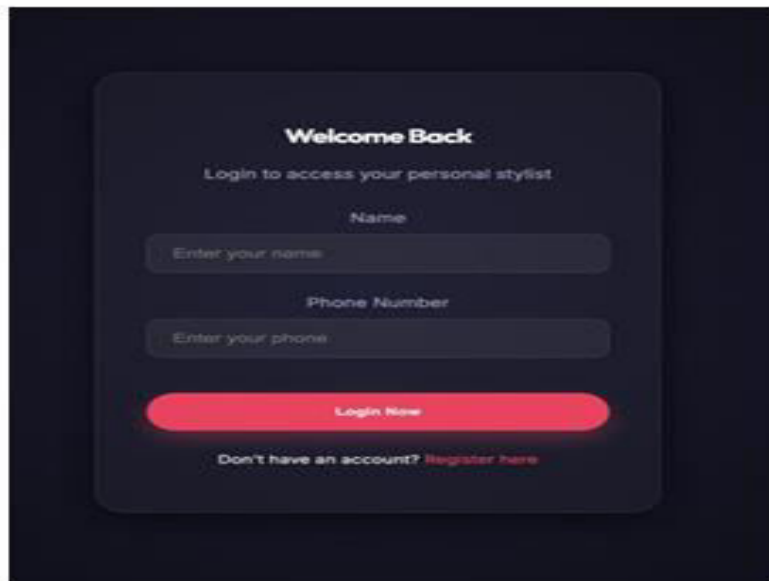 Welcome Back
Login to access your personal stylist
Name
Enter your name
Phone Number
Enter your phone
Login Now
Don't have an account? Register here